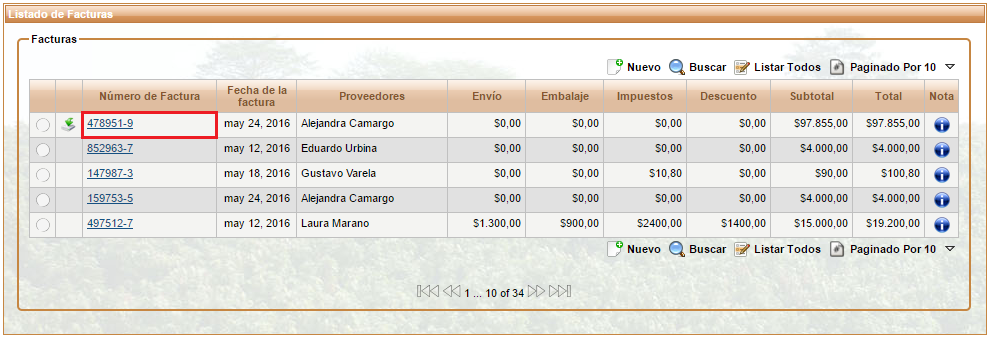 Listado de Facturas
Facturas
Nuevo Buscar Listar Todos Paginado Por 10
Número de Factura Fecha de la factura Proveedores Envío Embalaje Impuestos Descuento Subtotal Total Nota
478951-9 may 24, 2016 Alejandra Camargo $0,00 $0,00 $0,00 $0,00 $97.855,00 $97.855,00
852963-7 may 12, 2016 Eduardo Urbina $0,00 $0,00 $0,00 $0,00 $4.000,00 $4.000,00
147987-3 may 18, 2016 Gustavo Varela $0,00 $0,00 $10,80 $0,00 $90,00 $100,80
159753-5 may 24, 2016 Alejandra Camargo $0,00 $0,00 $0,00 $0,00 $4.000,00 $4.000,00
497512-7 may 12, 2016 Laura Marano $1.300,00 $900,00 $2400,00 $1400,00 $15.000,00 $19.200,00
Nuevo Buscar Listar Todos Paginado Por 10
1 ... 10 of 34